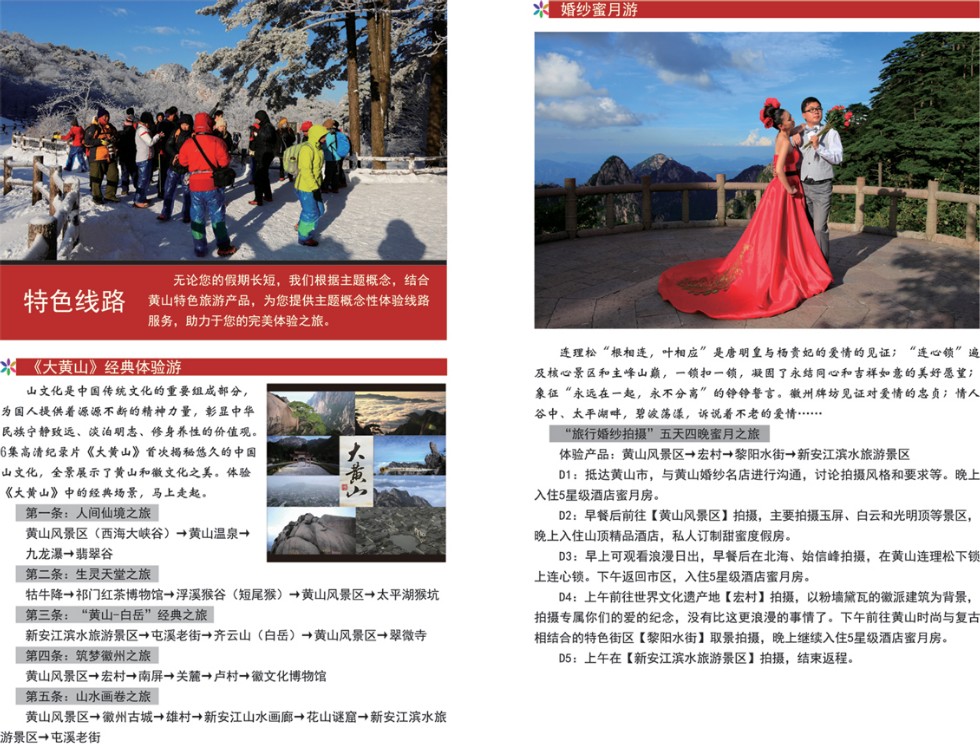 特色线路
无论您的假期长短，我们根据主题概念，结合
黄山特色旅游产品，为您提供主题概念性体验线路
服务，助力于您的完美体验之旅。
《大黄山》经典体验游
山文化是中国传统文化的重要组成部分，
为国人提供着源源不断的精神力量，彰显中华
民族宁静致远、淡泊明志、修身养性的价值观。
6集高清纪录片《大黄山》首次揭秘悠久的中国
山文化，全景展示了黄山和徽文化之美。体验
《大黄山》中的经典场景，马上走起。
大黄山
第一条：人间仙境之旅
黄山风景区（西海大峡谷）→黄山温泉→
九龙瀑→翡翠谷
第二条：生灵天堂之旅
牯牛降→祁门红茶博物馆→浮溪猴谷（短尾猴）→黄山风景区→太平湖猴坑
第三条：“黄山-白岳”经典之旅
新安江滨水旅游景区→屯溪老街→齐云山（白岳）→黄山风景区→翠微寺
第四条：筑梦徽州之旅
黄山风景区→宏村→南屏→关麓→卢村→徽文化博物馆
第五条：山水画卷之旅
黄山风景区→徽州古城→雄村→新安江山水画廊→花山谜窟→新安江滨水旅
游景区→屯溪老街
婚纱蜜月游
连理松“根相连，叶相应”是唐明皇与杨贵妃的爱情的见证；“连心锁”遍
及核心景区和主峰山巅，一锁扣一锁，凝固了永结同心和吉祥如意的美好愿望；
象征“永远在一起，永不分离”的铮铮誓言。徽州牌坊见证对爱情的忠贞；情人
谷中、太平湖畔，碧波荡漾，诉说着不老的爱情……
“旅行婚纱拍摄”五天四晚蜜月之旅
体验产品：黄山风景区→宏村→黎阳水街→新安江滨水旅游景区
D1：抵达黄山市，与黄山婚纱名店进行沟通，讨论拍摄风格和要求等。晚上
入住5星级酒店蜜月房。
D2：早餐后前往【黄山风景区】拍摄，主要拍摄玉屏、白云和光明顶等景区，
晚上入住山顶精品酒店，私人订制甜蜜度假房。
D3：早上可观看浪漫日出，早餐后在北海、始信峰拍摄，在黄山连理松下锁
上连心锁。下午返回市区，入住5星级酒店蜜月房。
D4：上午前往世界文化遗产地【宏村】拍摄，以粉墙黛瓦的徽派建筑为背景，
拍摄专属你们的爱的纪念，没有比这更浪漫的事情了。下午前往黄山时尚与复古
相结合的特色街区【黎阳水街】取景拍摄，晚上继续入住5星级酒店蜜月房。
D5：上午在【新安江滨水旅游景区】拍摄，结束返程。